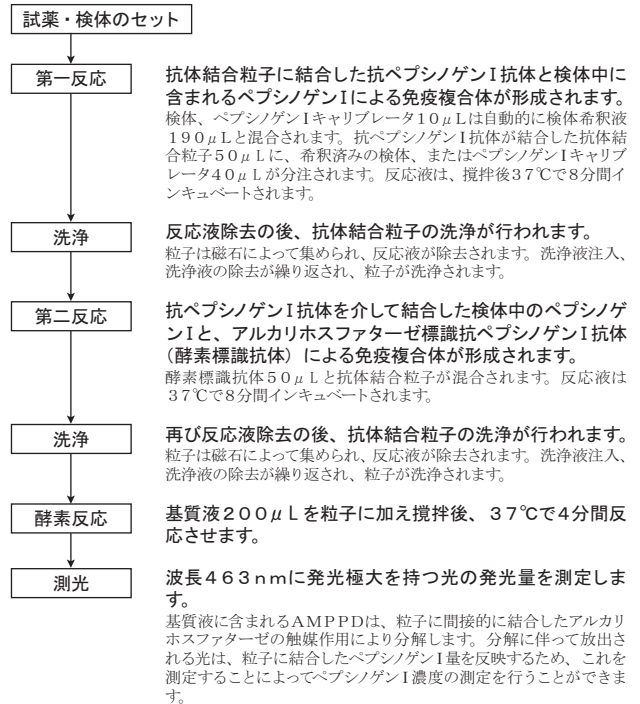 試薬・検体のセット
第一反応
抗体結合粒子に結合した抗ペプシノゲンⅠ抗体と検体中に
含まれるペプシノゲンⅠによる免疫複合体が形成されます。
検体、ペプシノゲンⅠキャリブレータ10μLは自動的に検体希釈液
190μLと混合されます。抗ペプシノゲンⅠ抗体が結合した抗体結
合粒子50μLに、希釈済みの検体、またはペプシノゲンⅠキャリブ
レータ40μLが分注されます。反応液は、撹拌後37℃で8分間イ
ンキュベートされます。
洗浄
反応液除去の後、抗体結合粒子の洗浄が行われます。
粒子は磁石によって集められ、反応液が除去されます。洗浄液注入、
洗浄液の除去が繰り返され、粒子が洗浄されます。
第二反応
抗ペプシノゲンⅠ抗体を介して結合した検体中のペプシノゲ
ンⅠと、アルカリホスファターゼ標識抗ペプシノゲンⅠ抗体
（酵素標識抗体）による免疫複合体が形成されます。
酵素標識抗体50μLと抗体結合粒子が混合されます。反応液は
37℃で8分間インキュベートされます。
洗浄
再び反応液除去の後、抗体結合粒子の洗浄が行われます。
粒子は磁石によって集められ、反応液が除去されます。洗浄液注入、
洗浄液の除去が繰り返され、粒子が洗浄されます。
酵素反応
基質液200μLを粒子に加え撹拌後、37℃で4分間反
応させます。
測光
波長463nmに発光極大を持つ光の発光量を測定しま
す。
基質液に含まれるAMPPDは、粒子に間接的に結合したアルカリ
ホスファターゼの触媒作用により分解します。分解に伴って放出さ
れる光は、粒子に結合したペプシノゲンⅠ量を反映するため、これを
測定することによってペプシノゲンⅠ濃度の測定を行うことができま
す。